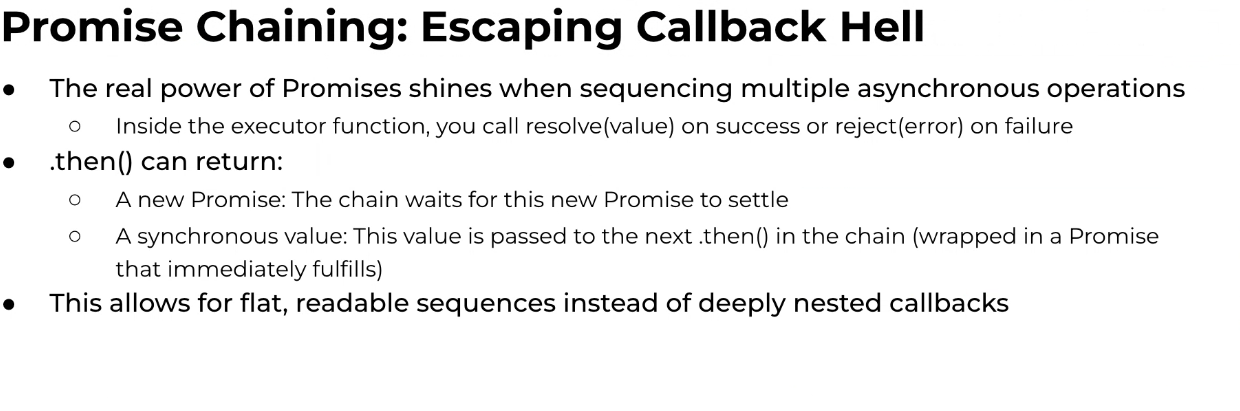 Promise Chaining: Escaping Callback Hell
● The real power of Promises shines when sequencing multiple asynchronous operations
○ Inside the executor function, you call resolve(value) on success or reject(error) on failure
● .then() can return:
○ A new Promise: The chain waits for this new Promise to settle
○ A synchronous value: This value is passed to the next .then() in the chain (wrapped in a Promise
that immediately fulfills)
● This allows for flat, readable sequences instead of deeply nested callbacks